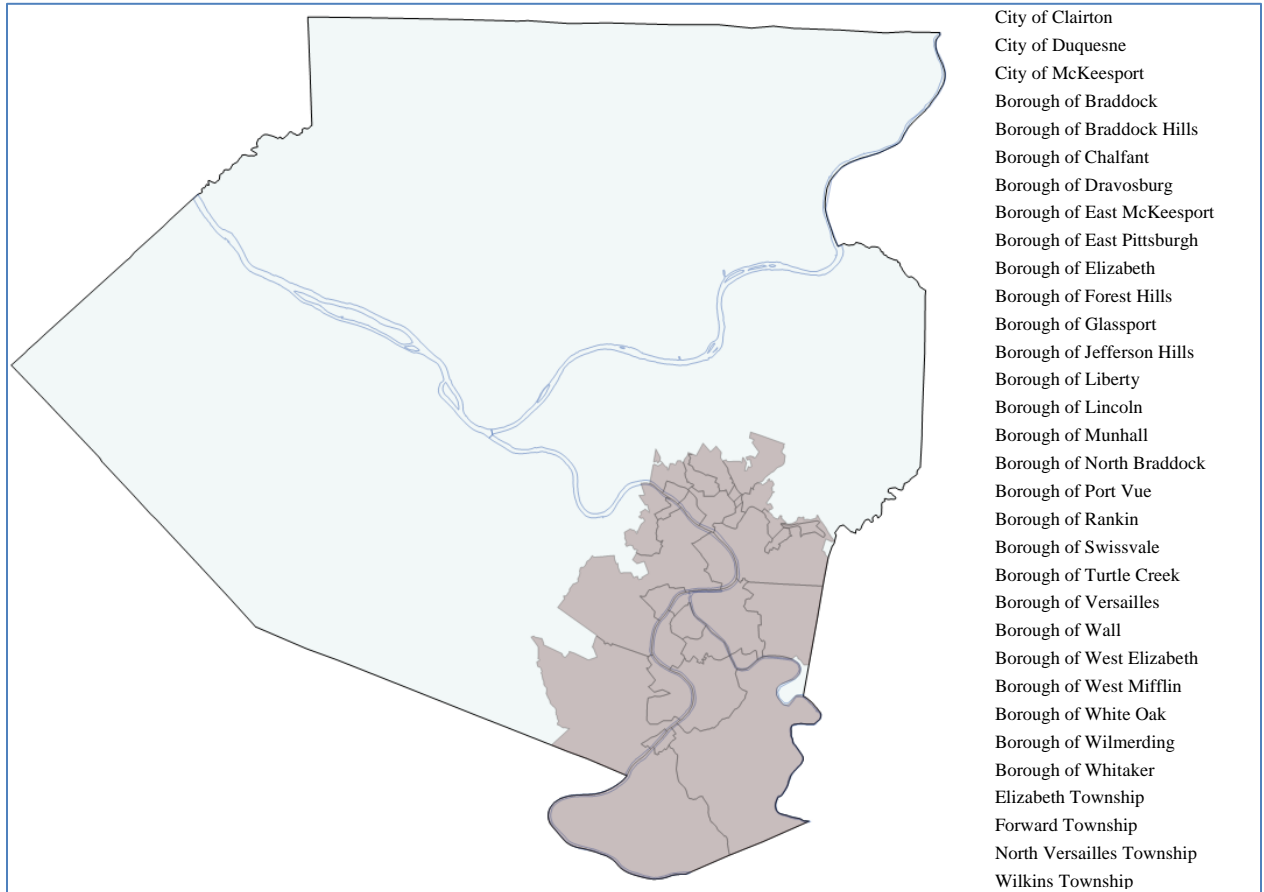 City of Clairton
City of Duquesne
City of McKeesport
Borough of Braddock
Borough of Braddock Hills
Borough of Chalfant
Borough of Dravosburg
Borough of East McKeesport
Borough of East Pittsburgh
Borough of Elizabeth
Borough of Forest Hills
Borough of Glassport
Borough of Jefferson Hills
Borough of Liberty
Borough of Lincoln
Borough of Munhall
Borough of North Braddock
Borough of Port Vue
Borough of Rankin
Borough of Swissvale
Borough of Turtle Creek
Borough of Versailles
Borough of Wall
Borough of West Elizabeth
Borough of West Mifflin
Borough of White Oak
Borough of Wilmerding
Borough of Whitaker
Elizabeth Township
Forward Township
North Versailles Township
Wilkins Township